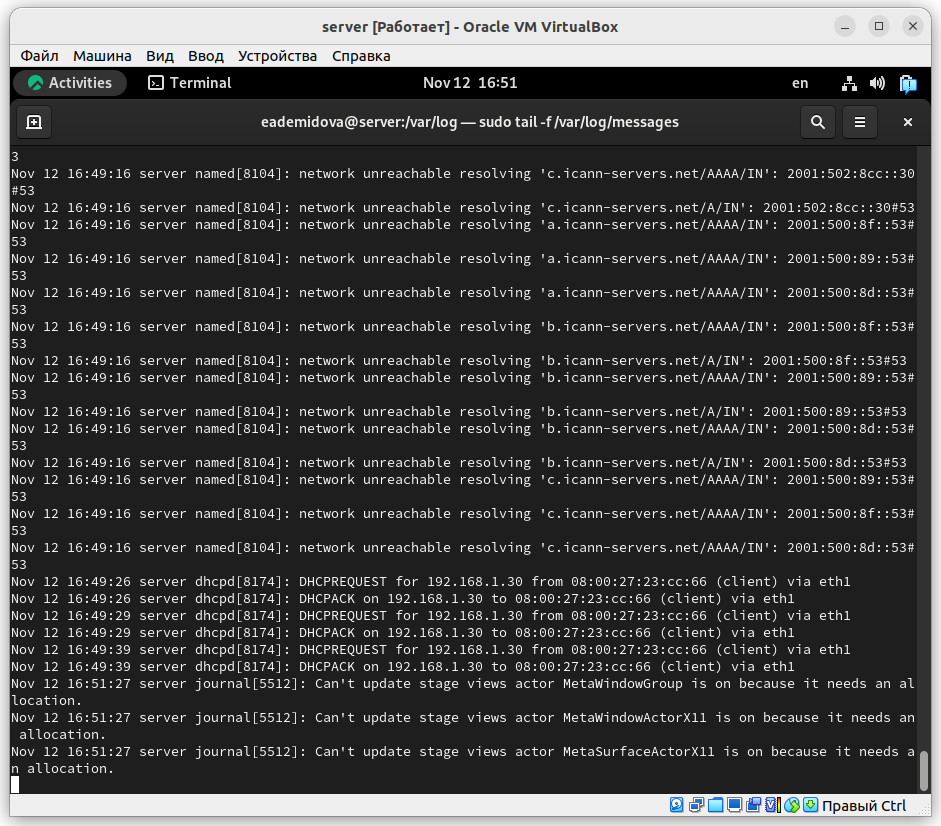 server [Работает] - Oracle VM VirtualBox
Файл Машина Вид Ввод Устройства Справка
Activities Terminal Nov 12 16:51 en
eademidova@server:/var/log — sudo tail -f /var/log/messages
3
Nov 12 16:49:16 server named[8104]: network unreachable resolving 'c.icann-servers.net/AAAA/IN': 2001:502:8cc::30
#53
Nov 12 16:49:16 server named[8104]: network unreachable resolving 'c.icann-servers.net/A/IN': 2001:502:8cc::30#53
Nov 12 16:49:16 server named[8104]: network unreachable resolving 'a.icann-servers.net/AAAA/IN': 2001:500:8f::53#
53
Nov 12 16:49:16 server named[8104]: network unreachable resolving 'a.icann-servers.net/AAAA/IN': 2001:500:89::53#
53
Nov 12 16:49:16 server named[8104]: network unreachable resolving 'a.icann-servers.net/AAAA/IN': 2001:500:8d::53#
53
Nov 12 16:49:16 server named[8104]: network unreachable resolving 'b.icann-servers.net/AAAA/IN': 2001:500:8f::53#
53
Nov 12 16:49:16 server named[8104]: network unreachable resolving 'b.icann-servers.net/A/IN': 2001:500:8f::53#53
Nov 12 16:49:16 server named[8104]: network unreachable resolving 'b.icann-servers.net/AAAA/IN': 2001:500:89::53#
53
Nov 12 16:49:16 server named[8104]: network unreachable resolving 'b.icann-servers.net/A/IN': 2001:500:89::53#53
Nov 12 16:49:16 server named[8104]: network unreachable resolving 'b.icann-servers.net/AAAA/IN': 2001:500:8d::53#
53
Nov 12 16:49:16 server named[8104]: network unreachable resolving 'b.icann-servers.net/A/IN': 2001:500:8d::53#53
Nov 12 16:49:16 server named[8104]: network unreachable resolving 'c.icann-servers.net/AAAA/IN': 2001:500:89::53#
53
Nov 12 16:49:16 server named[8104]: network unreachable resolving 'c.icann-servers.net/AAAA/IN': 2001:500:8f::53#
53
Nov 12 16:49:16 server named[8104]: network unreachable resolving 'c.icann-servers.net/AAAA/IN': 2001:500:8d::53#
53
Nov 12 16:49:26 server dhcpd[8174]: DHCPREQUEST for 192.168.1.30 from 08:00:27:23:cc:66 (client) via eth1
Nov 12 16:49:26 server dhcpd[8174]: DHCPACK on 192.168.1.30 to 08:00:27:23:cc:66 (client) via eth1
Nov 12 16:49:29 server dhcpd[8174]: DHCPREQUEST for 192.168.1.30 from 08:00:27:23:cc:66 (client) via eth1
Nov 12 16:49:29 server dhcpd[8174]: DHCPACK on 192.168.1.30 to 08:00:27:23:cc:66 (client) via eth1
Nov 12 16:49:39 server dhcpd[8174]: DHCPREQUEST for 192.168.1.30 from 08:00:27:23:cc:66 (client) via eth1
Nov 12 16:49:39 server dhcpd[8174]: DHCPACK on 192.168.1.30 to 08:00:27:23:cc:66 (client) via eth1
Nov 12 16:51:27 server journal[5512]: Can't update stage views actor MetaWindowGroup is on because it needs an al
location.
Nov 12 16:51:27 server journal[5512]: Can't update stage views actor MetaWindowActorX11 is on because it needs an
 allocation.
Nov 12 16:51:27 server journal[5512]: Can't update stage views actor MetaSurfaceActorX11 is on because it needs a
n allocation.
Правый Ctrl